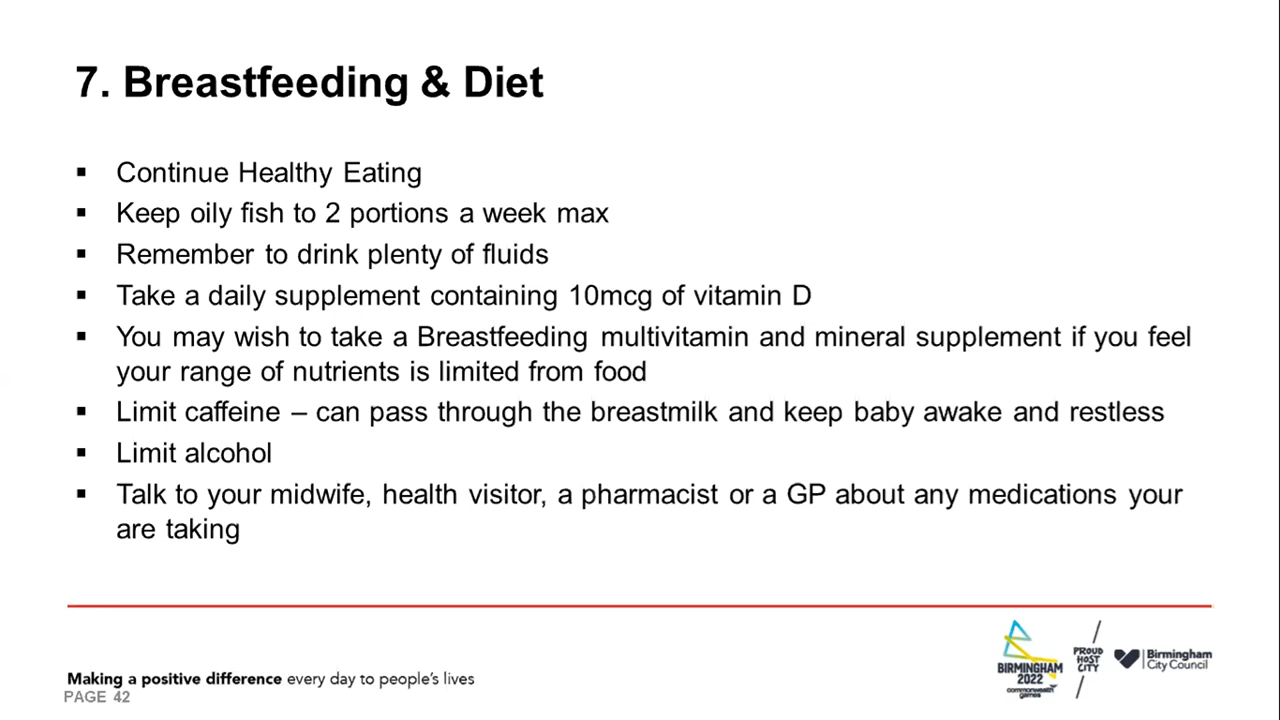 7. Breastfeeding & Diet
▪ Continue Healthy Eating
▪ Keep oily fish to 2 portions a week max
▪ Remember to drink plenty of fluids
▪ Take a daily supplement containing 10mcg of vitamin D
▪ You may wish to take a Breastfeeding multivitamin and mineral supplement if you feel
your range of nutrients is limited from food
▪ Limit caffeine – can pass through the breastmilk and keep baby awake and restless
▪ Limit alcohol
▪ Talk to your midwife, health visitor, a pharmacist or a GP about any medications your
are taking
Making a positive difference every day to people's lives
PAGE 42
BIRMINGHAM
2022
commonwealth
games
PROUD
HOST
CITY
Birmingham
City Council